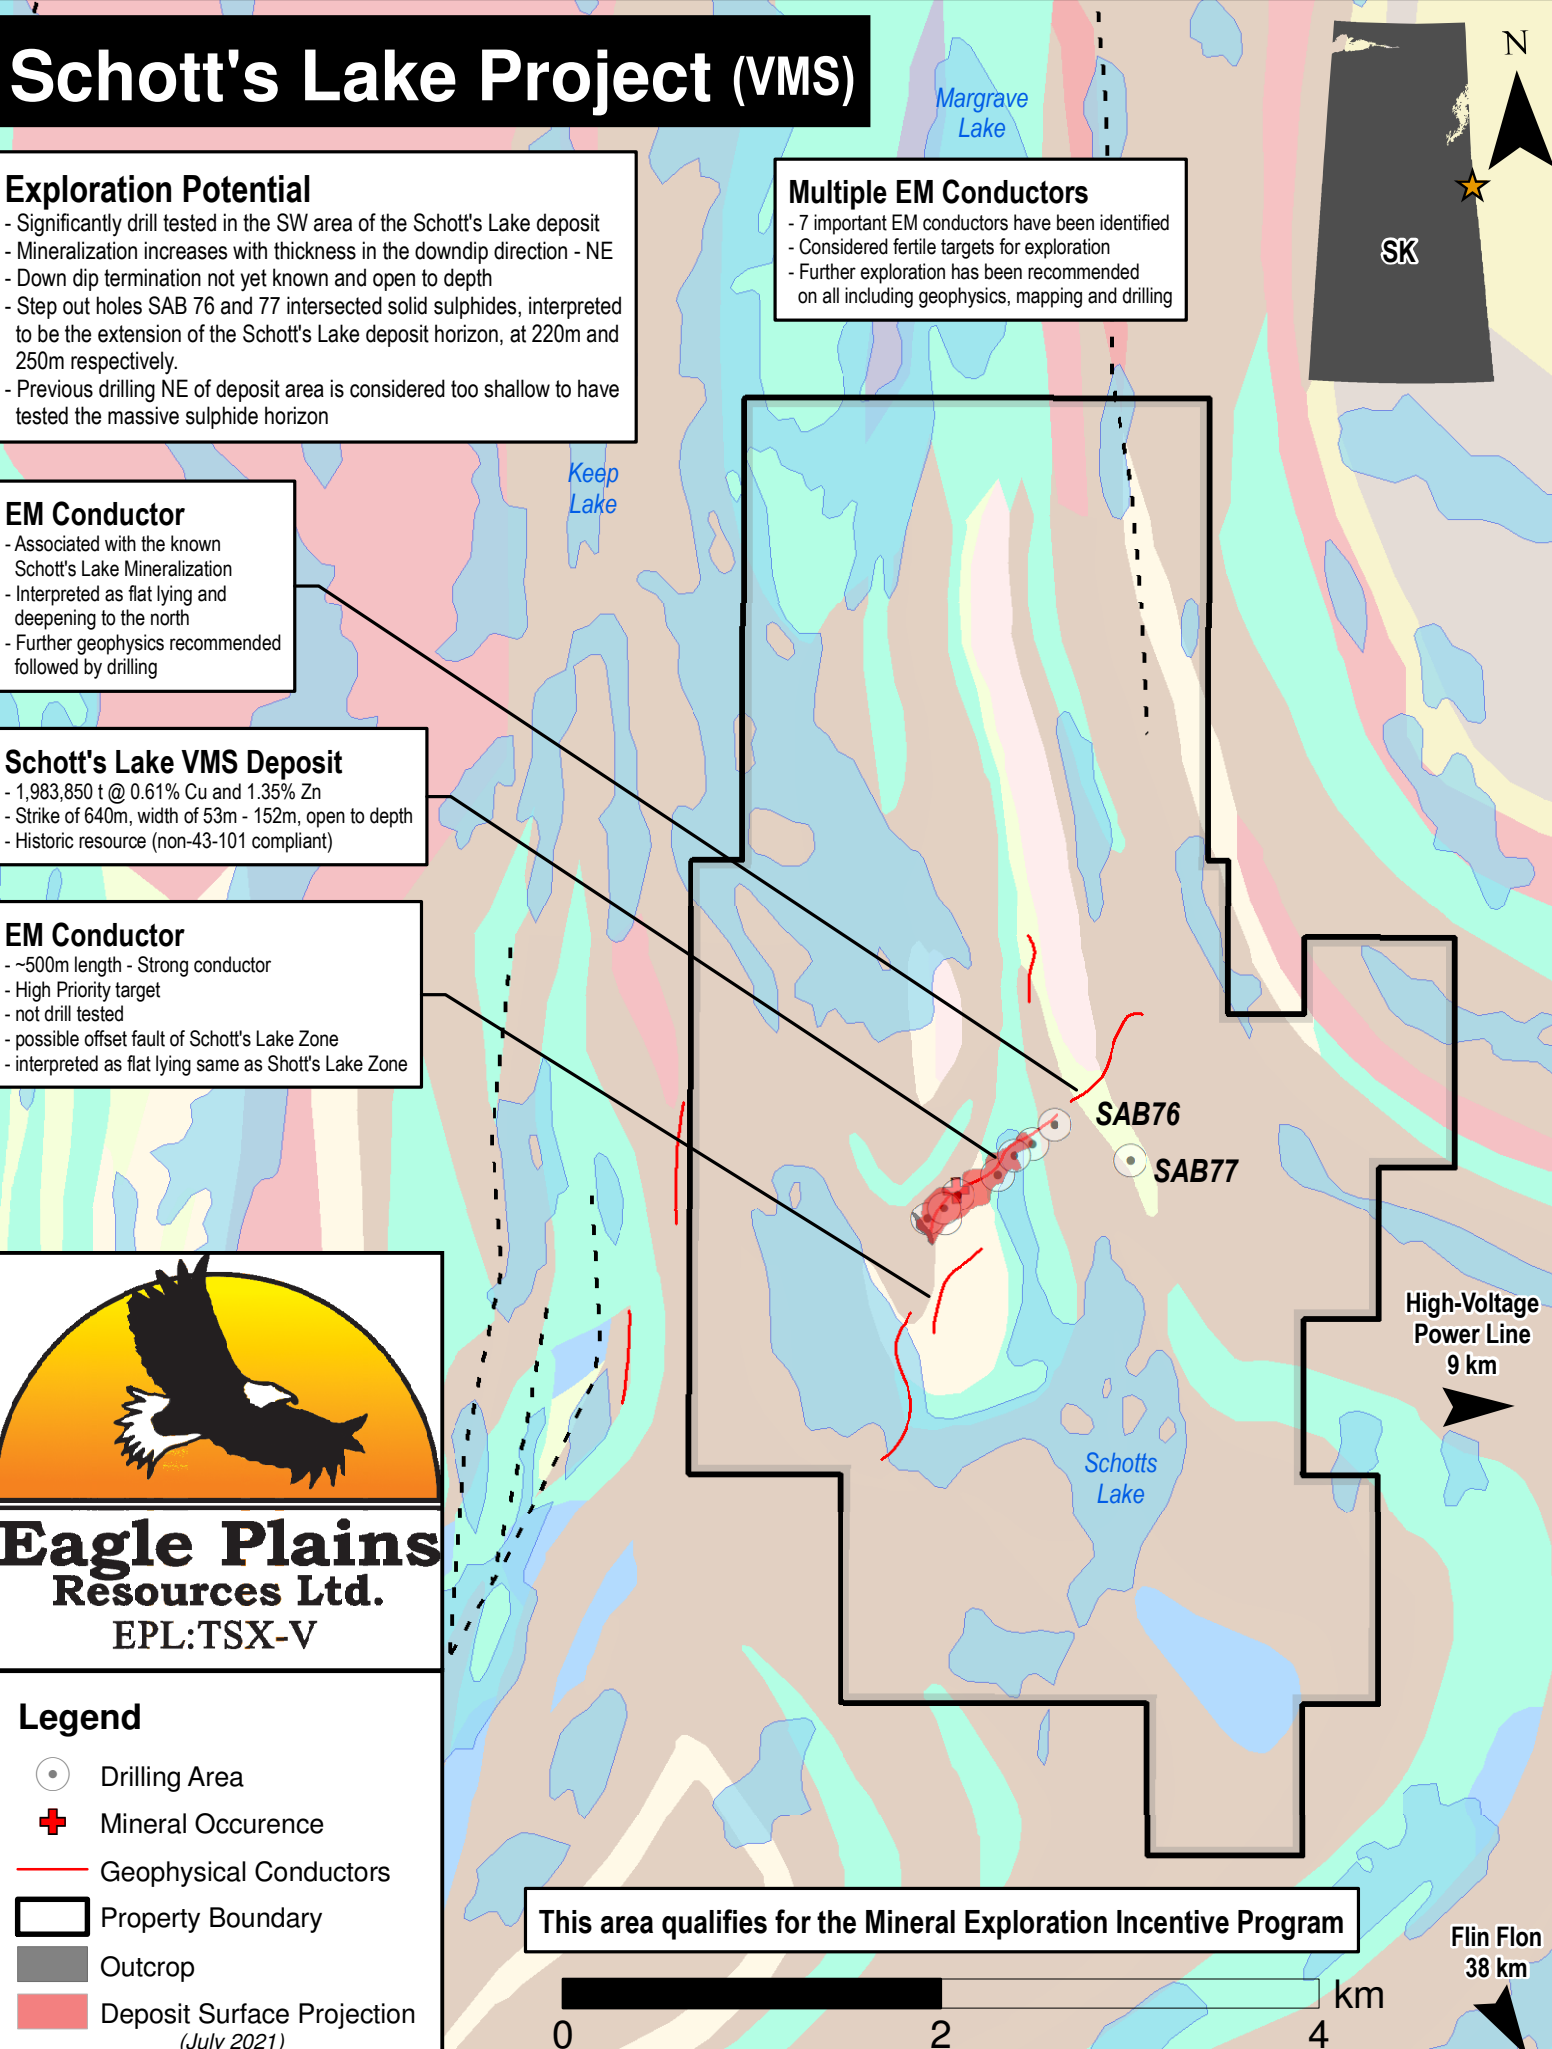 Schott's Lake Project (VMS)
Exploration Potential
- Significantly drill tested in the SW area of the Schott's Lake deposit
- Mineralization increases with thickness in the downdip direction - NE
- Down dip termination not yet known and open to depth
- Step out holes SAB 76 and 77 intersected solid sulphides, interpreted
to be the extension of the Schott's Lake deposit horizon, at 220m and
250m respectively.
- Previous drilling NE of deposit area is considered too shallow to have
tested the massive sulphide horizon
Margrave
Lake
Multiple EM Conductors
- 7 important EM conductors have been identified
- Considered fertile targets for exploration
- Further exploration has been recommended
on all including geophysics, mapping and drilling
N
SK
Keep
Lake
EM Conductor
- Associated with the known
Schott's Lake Mineralization
- Interpreted as flat lying and
deepening to the north
- Further geophysics recommended
followed by drilling
Schott's Lake VMS Deposit
- 1,983,850 t @ 0.61% Cu and 1.35% Zn
- Strike of 640m, width of 53m - 152m, open to depth
- Historic resource (non-43-101 compliant)
EM Conductor
- ~500m length - Strong conductor
- High Priority target
- not drill tested
- possible offset fault of Schott's Lake Zone
- interpreted as flat lying same as Shott's Lake Zone
SAB76
SAB77
High-Voltage
Power Line
9 km
Schotts
Lake
Eagle Plains
Resources Ltd.
EPL:TSX-V
Legend
Drilling Area
Mineral Occurence
Geophysical Conductors
Property Boundary
Outcrop
Deposit Surface Projection
(July 2021)
This area qualifies for the Mineral Exploration Incentive Program
Flin Flon
38 km
km
0 2 4